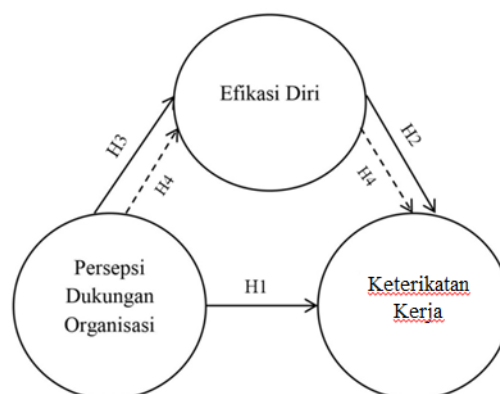 Efikasi Diri
H3
H4
H4
H2
Persepsi
Dukungan
Organisasi
H1
Keterikatan
Kerja